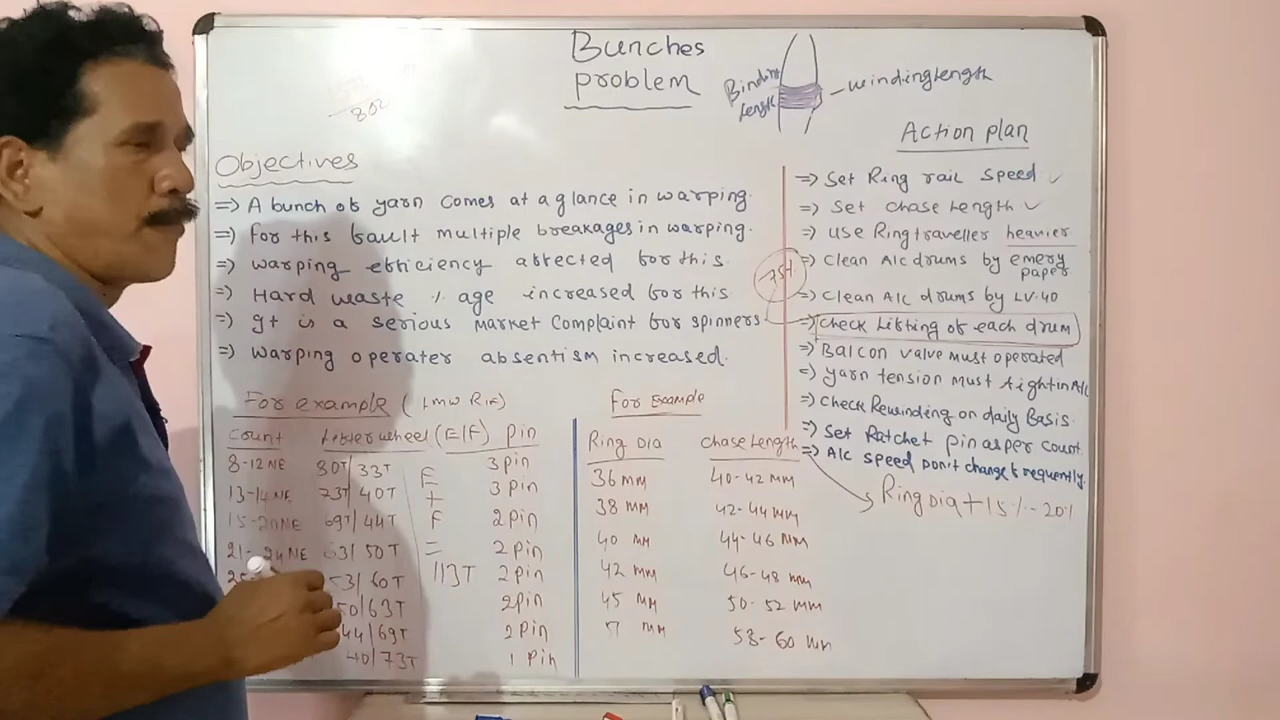 Bunches
problem
Binding
Length
windingLength
802
Objectives
=> A bunch of yarn comes at a glance in warping.
=> For this fault multiple breakages in warping.
=> warping efficiency affected for this
=> Hard waste % age increased for this
=> It is a serious market complaint for spinners
=> warping operater absentism increased.
Action plan
=> Set Ring rail speed ✓
=> Set chase Length ✓
=> use Ringtraveller heavier
=> Clean A/c drums by emery
paper
=> Clean A/C drums by LV-40
=> Check Lifting of each drum
=> Balcon valve must operated
=> Yarn tension must tight in A/c
=> Check Rewinding on daily Basis.
=> Set Ratchet pin as per count
=> A/c speed don't change frequently.
Ring Dia + 15% - 20%
For example (LMW R/F)
Count Lifter wheel (E/F) pin
8-12 NE 80T/33T 3 pin
13-14 NE 73T/40T 3 pin
15-20 NE 69T/44T 2 pin
21-24 NE 63/50T 2 pin
53/60T 2 pin
50/63T 2 pin
44/69T 2 pin
40/73T 1 pin
E
+
F
=
113T
For Example
Ring Dia chase Length
36 mm 40-42 mm
38 mm 42-44 mm
40 mm 44-46 mm
42 mm 46-48 mm
45 mm 50-52 mm
mm 58-60 mm